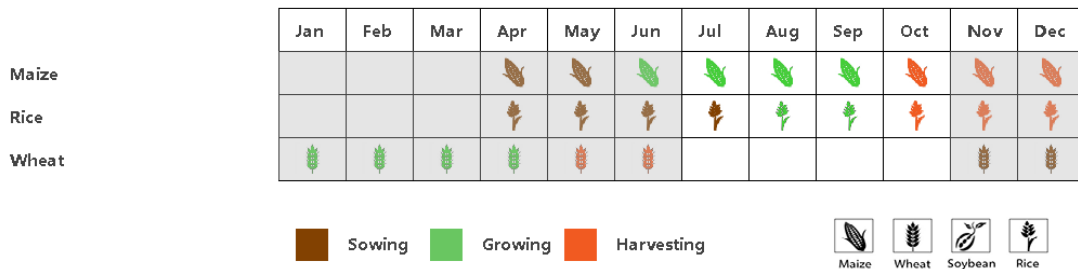 Jan Feb Mar Apr May Jun Jul Aug Sep Oct Nov Dec
Maize
Rice
Wheat
Sowing Growing Harvesting
Maize Wheat Soybean Rice